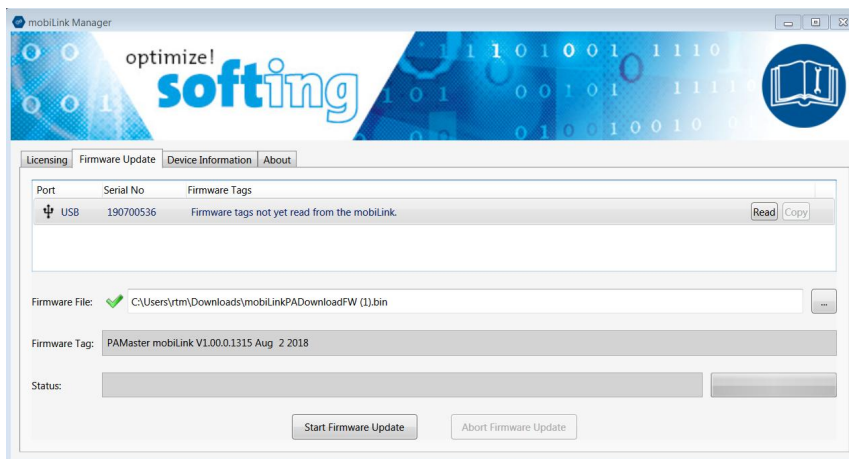 mobiLink Manager
optimize!
softing
Licensing Firmware Update Device Information About
Port Serial No Firmware Tags
USB 190700536 Firmware tags not yet read from the mobiLink. Read Copy
Firmware File: C:\Users\rtm\Downloads\mobiLinkPADownloadFW (1).bin ...
Firmware Tag: PAMaster mobiLink V1.00.0.1315 Aug  2 2018
Status:
Start Firmware Update Abort Firmware Update